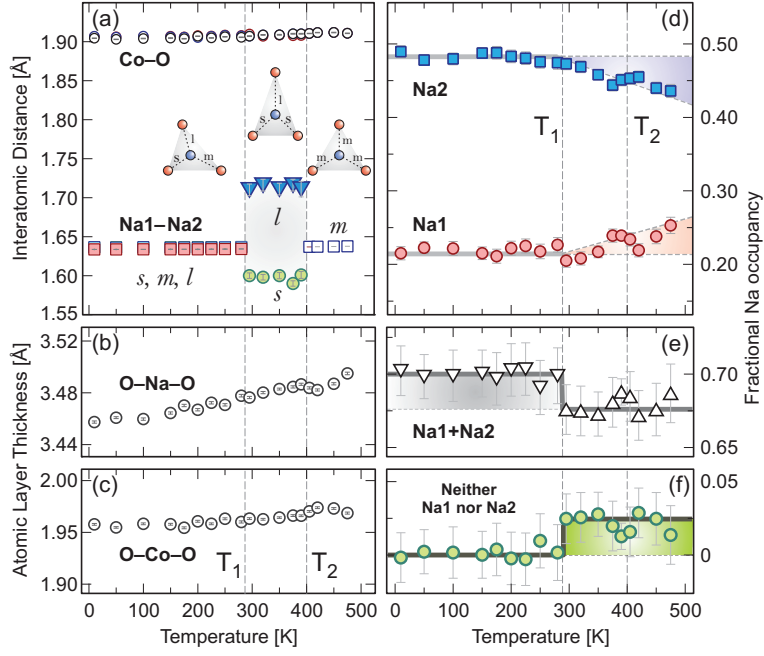 (a)
1.90
Co–O
1.85
1.80
1.75
l
s
s
l
s
m
l
m
m
1.70
l
m
Na1–Na2
1.65
1.60
s, m, l
s
1.55
Interatomic Distance [Å]
(b)
3.52
O–Na–O
3.48
3.44
(c)
2.00
1.95
O–Co–O
T1
T2
1.90
Atomic Layer Thickness [Å]
0
100
200
300
400
Temperature [K]
(d)
0.50
Na2
0.40
T1
T2
0.30
Na1
0.20
(e)
0.70
Na1+Na2
0.65
(f)
0.05
Neither
Na1 nor Na2
0
Fractional Na occupancy
0
100
200
300
400
500
Temperature [K]